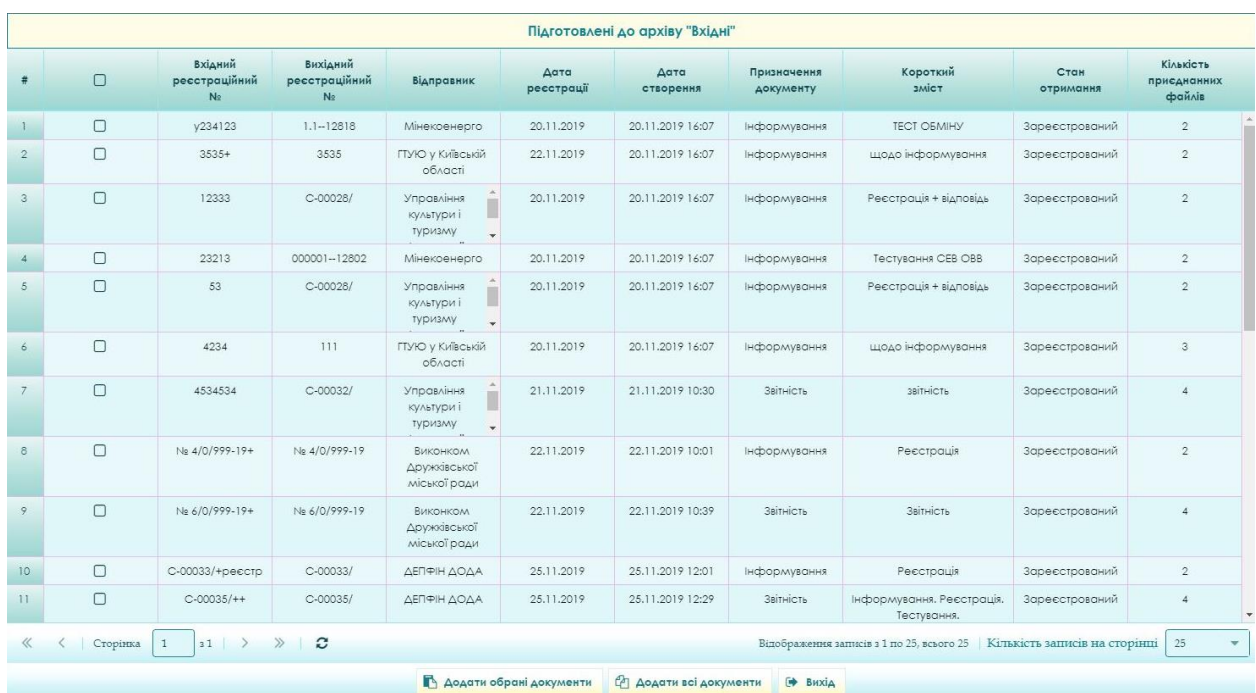 Підготовлені до архіву "Вхідні"
# Вхідний реєстраційний № Вихідний реєстраційний № Відправник Дата реєстрації Дата створення Призначення документу Короткий зміст Стан отримання Кількість приєднанних файлів
1 у234123 1.1--12818 Мінекоенерго 20.11.2019 20.11.2019 16:07 Інформування ТЕСТ ОБМІНУ Зареєстрований 2
2 3535+ 3535 ГТУЮ у Київській області 22.11.2019 20.11.2019 16:07 Інформування щодо інформування Зареєстрований 2
3 12333 С-00028/ Управління культури і туризму 20.11.2019 20.11.2019 16:07 Інформування Реєстрація + відповідь Зареєстрований 2
4 23213 000001--12802 Мінекоенерго 20.11.2019 20.11.2019 16:07 Інформування Тестування СЕВ ОВВ Зареєстрований 2
5 53 С-00028/ Управління культури і туризму 20.11.2019 20.11.2019 16:07 Інформування Реєстрація + відповідь Зареєстрований 2
6 4234 111 ГТУЮ у Київській області 20.11.2019 20.11.2019 16:07 Інформування щодо інформування Зареєстрований 3
7 4534534 С-00032/ Управління культури і туризму 21.11.2019 21.11.2019 10:30 Звітність звітність Зареєстрований 4
8 № 4/0/999-19+ № 4/0/999-19 Виконком Дружківської міської ради 22.11.2019 22.11.2019 10:01 Інформування Реєстрація Зареєстрований 2
9 № 6/0/999-19+ № 6/0/999-19 Виконком Дружківської міської ради 22.11.2019 22.11.2019 10:39 Звітність Звітність Зареєстрований 4
10 С-00033/+реєстр С-00033/ ДЕПФІН ДОДА 25.11.2019 25.11.2019 12:01 Інформування Реєстрація Зареєстрований 2
11 С-00035/++ С-00035/ ДЕПФІН ДОДА 25.11.2019 25.11.2019 12:29 Звітність Інформування. Реєстрація. Тестування. Зареєстрований 4
Сторінка 1 з 1 Відображення записів з 1 по 25, всього 25 Кількість записів на сторінці 25
Додати обрані документи Додати всі документи Вихід